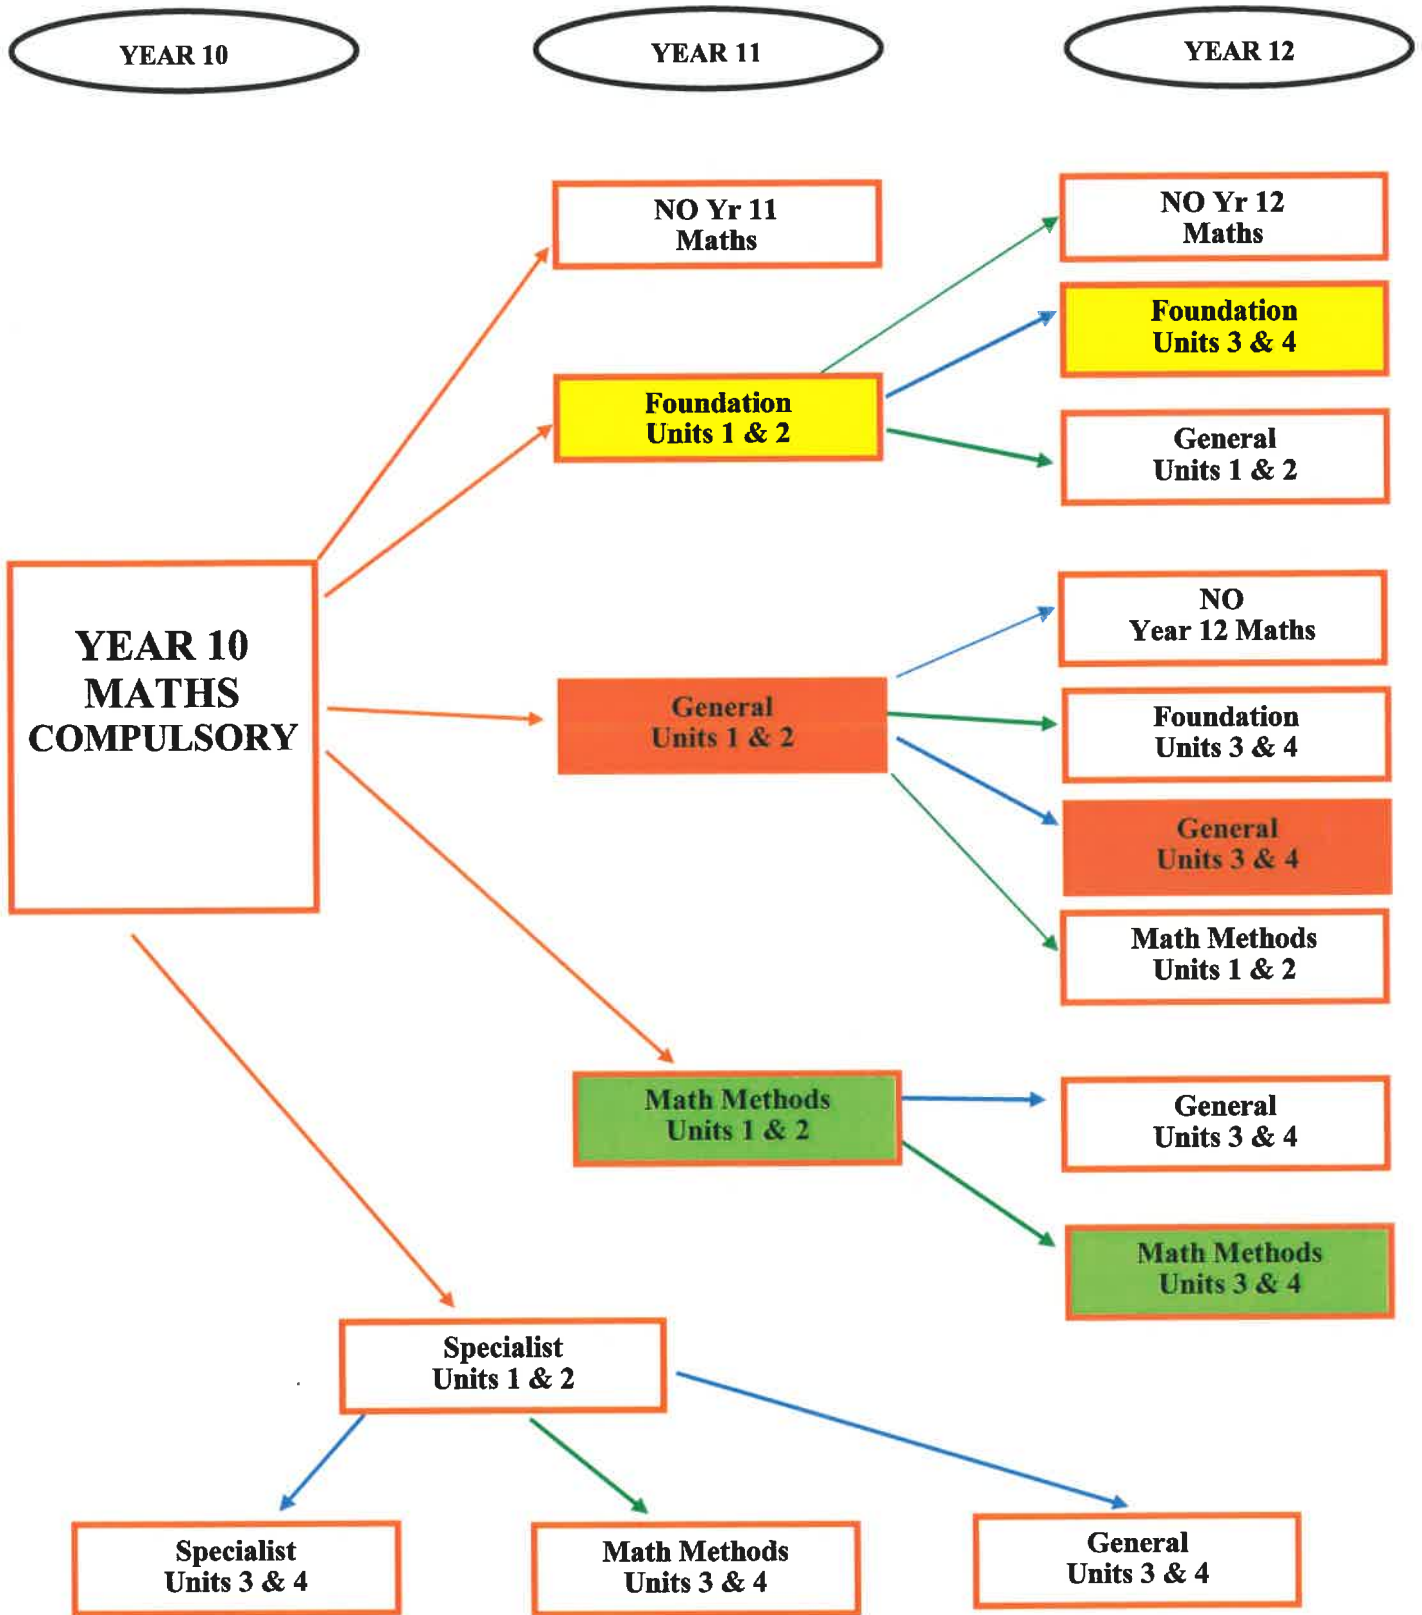 YEAR 10
YEAR 11
YEAR 12
NO Yr 11
Maths
NO Yr 12
Maths
Foundation
Units 3 & 4
Foundation
Units 1 & 2
General
Units 1 & 2
YEAR 10
MATHS
COMPULSORY
General
Units 1 & 2
NO
Year 12 Maths
Foundation
Units 3 & 4
General
Units 3 & 4
Math Methods
Units 1 & 2
Math Methods
Units 1 & 2
General
Units 3 & 4
Math Methods
Units 3 & 4
Specialist
Units 1 & 2
Specialist
Units 3 & 4
Math Methods
Units 3 & 4
General
Units 3 & 4